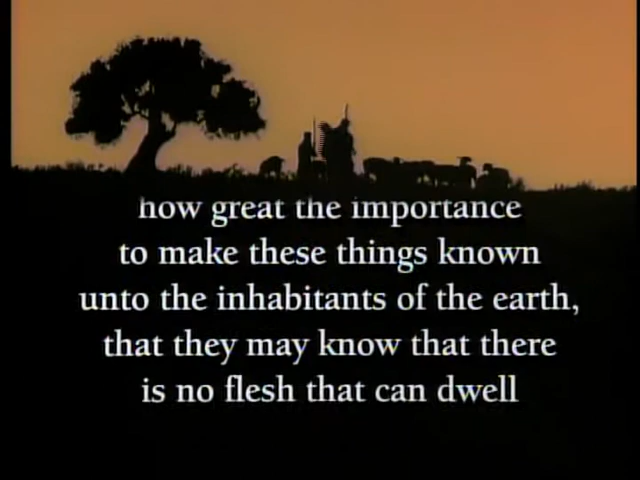 how great the importance
to make these things known
unto the inhabitants of the earth,
that they may know that there
is no flesh that can dwell